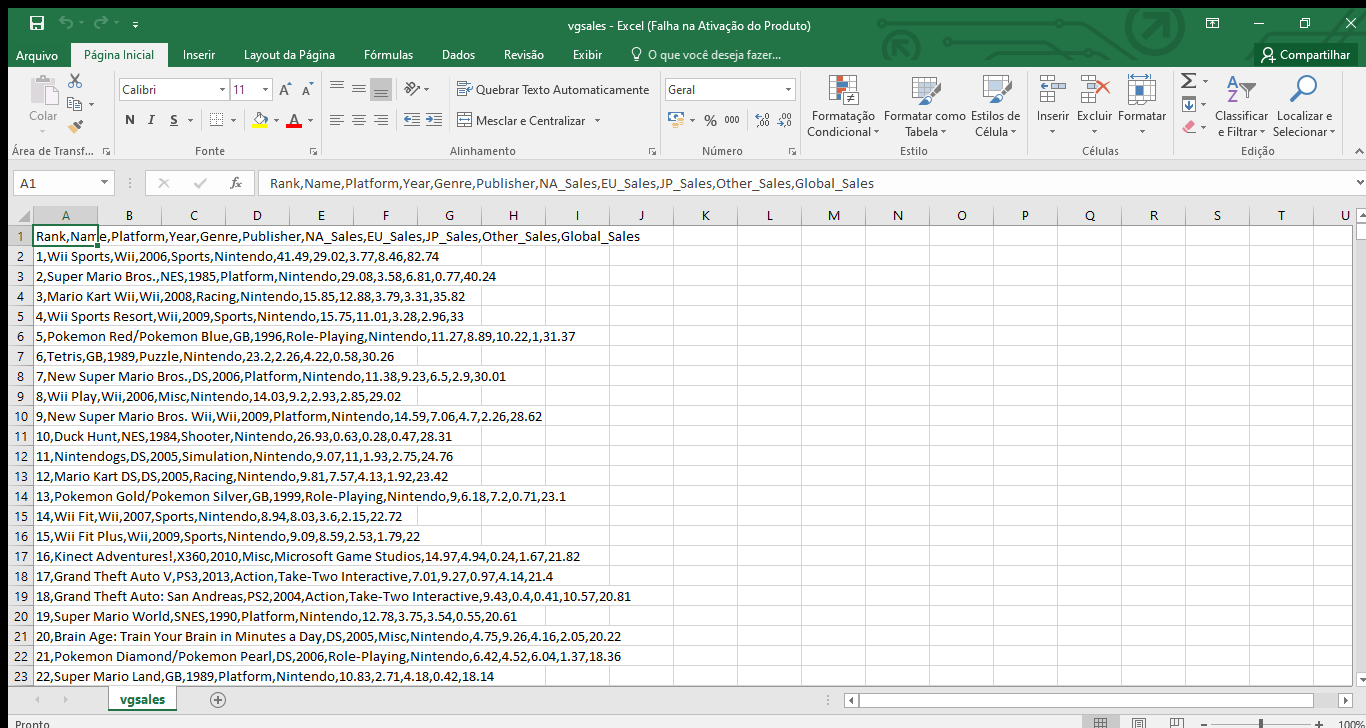 vgsales - Excel (Falha na Ativação do Produto)
Arquivo Página Inicial Inserir Layout da Página Fórmulas Dados Revisão Exibir O que você deseja fazer... Compartilhar
Colar Calibri 11 A A Quebrar Texto Automaticamente Geral Formatação Condicional Formatar como Tabela Estilos de Célula Inserir Excluir Formatar Classificar e Filtrar Localizar e Selecionar
N I S A Mesclar e Centralizar % 000
Área de Transf... Fonte Alinhamento Número Estilo Células Edição
A1 fx Rank,Name,Platform,Year,Genre,Publisher,NA_Sales,EU_Sales,JP_Sales,Other_Sales,Global_Sales
A B C D E F G H I J K L M N O P Q R S T U
1 Rank,Name,Platform,Year,Genre,Publisher,NA_Sales,EU_Sales,JP_Sales,Other_Sales,Global_Sales
2 1,Wii Sports,Wii,2006,Sports,Nintendo,41.49,29.02,3.77,8.46,82.74
3 2,Super Mario Bros.,NES,1985,Platform,Nintendo,29.08,3.58,6.81,0.77,40.24
4 3,Mario Kart Wii,Wii,2008,Racing,Nintendo,15.85,12.88,3.79,3.31,35.82
5 4,Wii Sports Resort,Wii,2009,Sports,Nintendo,15.75,11.01,3.28,2.96,33
6 5,Pokemon Red/Pokemon Blue,GB,1996,Role-Playing,Nintendo,11.27,8.89,10.22,1,31.37
7 6,Tetris,GB,1989,Puzzle,Nintendo,23.2,2.26,4.22,0.58,30.26
8 7,New Super Mario Bros.,DS,2006,Platform,Nintendo,11.38,9.23,6.5,2.9,30.01
9 8,Wii Play,Wii,2006,Misc,Nintendo,14.03,9.2,2.93,2.85,29.02
10 9,New Super Mario Bros. Wii,Wii,2009,Platform,Nintendo,14.59,7.06,4.7,2.26,28.62
11 10,Duck Hunt,NES,1984,Shooter,Nintendo,26.93,0.63,0.28,0.47,28.31
12 11,Nintendogs,DS,2005,Simulation,Nintendo,9.07,11,1.93,2.75,24.76
13 12,Mario Kart DS,DS,2005,Racing,Nintendo,9.81,7.57,4.13,1.92,23.42
14 13,Pokemon Gold/Pokemon Silver,GB,1999,Role-Playing,Nintendo,9,6.18,7.2,0.71,23.1
15 14,Wii Fit,Wii,2007,Sports,Nintendo,8.94,8.03,3.6,2.15,22.72
16 15,Wii Fit Plus,Wii,2009,Sports,Nintendo,9.09,8.59,2.53,1.79,22
17 16,Kinect Adventures!,X360,2010,Misc,Microsoft Game Studios,14.97,4.94,0.24,1.67,21.82
18 17,Grand Theft Auto V,PS3,2013,Action,Take-Two Interactive,7.01,9.27,0.97,4.14,21.4
19 18,Grand Theft Auto: San Andreas,PS2,2004,Action,Take-Two Interactive,9.43,0.4,0.41,10.57,20.81
20 19,Super Mario World,SNES,1990,Platform,Nintendo,12.78,3.75,3.54,0.55,20.61
21 20,Brain Age: Train Your Brain in Minutes a Day,DS,2005,Misc,Nintendo,4.75,9.26,4.16,2.05,20.22
22 21,Pokemon Diamond/Pokemon Pearl,DS,2006,Role-Playing,Nintendo,6.42,4.52,6.04,1.37,18.36
23 22,Super Mario Land,GB,1989,Platform,Nintendo,10.83,2.71,4.18,0.42,18.14
vgsales
Pronto 100%